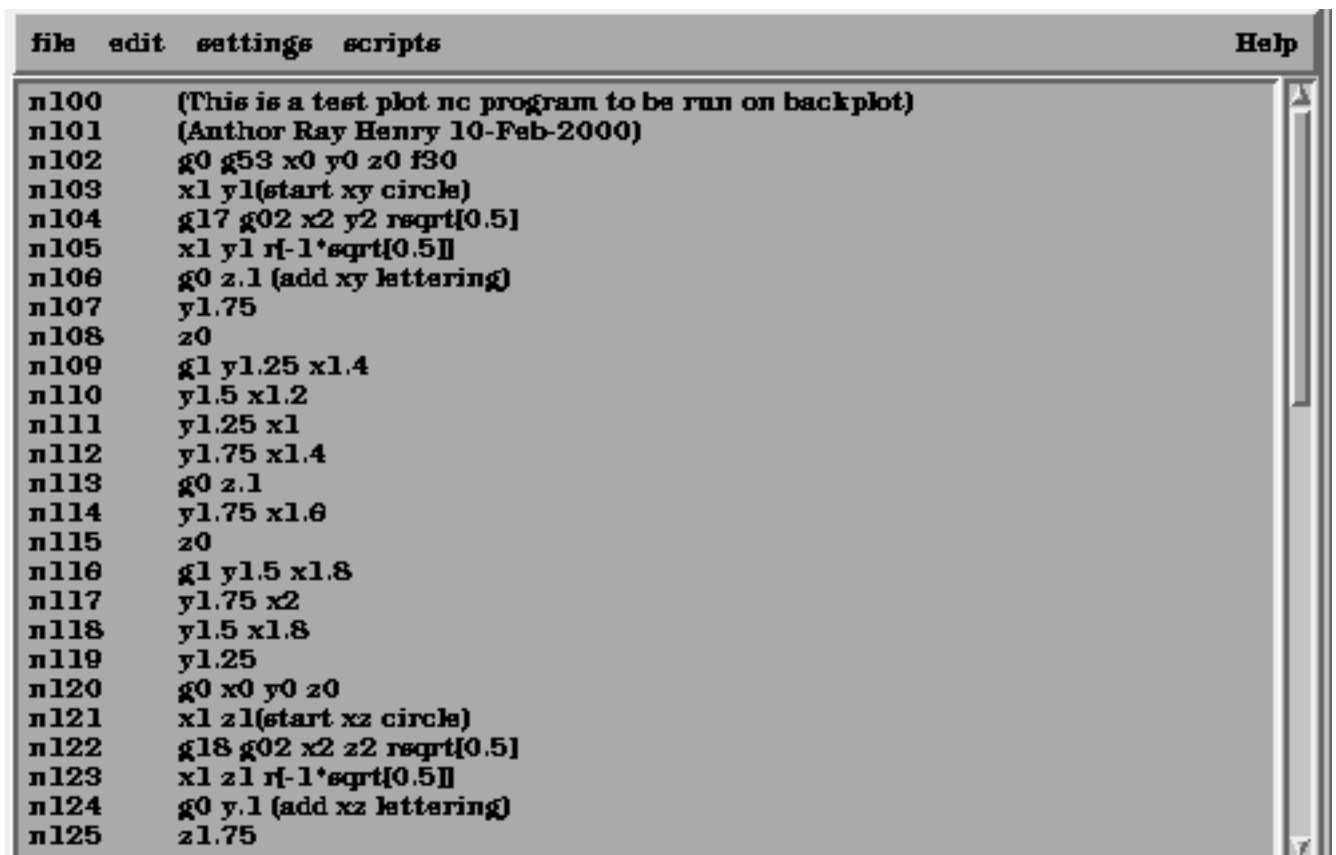 file edit settings scripts Help
n100 (This is a test plot nc program to be run on backplot)
n101 (Author Ray Henry 10-Feb-2000)
n102 g0 g53 x0 y0 z0 f30
n103 x1 y1(start xy circle)
n104 g17 g02 x2 y2 rsqrt[0.5]
n105 x1 y1 r[-1*sqrt[0.5]]
n106 g0 z.1 (add xy lettering)
n107 y1.75
n108 z0
n109 g1 y1.25 x1.4
n110 y1.5 x1.2
n111 y1.25 x1
n112 y1.75 x1.4
n113 g0 z.1
n114 y1.75 x1.6
n115 z0
n116 g1 y1.5 x1.8
n117 y1.75 x2
n118 y1.5 x1.8
n119 y1.25
n120 g0 x0 y0 z0
n121 x1 z1(start xz circle)
n122 g18 g02 x2 z2 rsqrt[0.5]
n123 x1 z1 r[-1*sqrt[0.5]]
n124 g0 y.1 (add xz lettering)
n125 z1.75